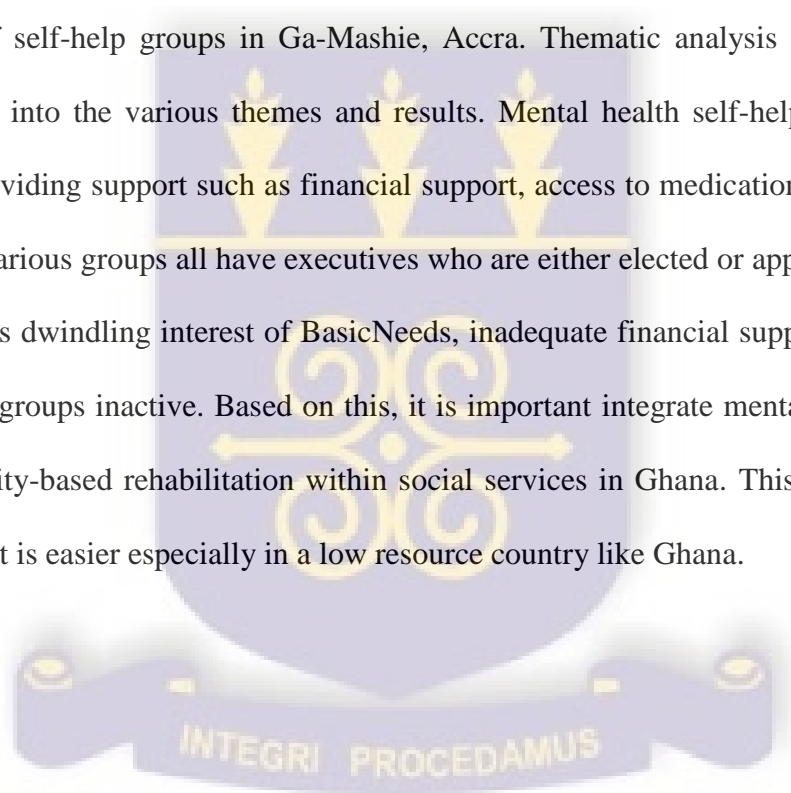 self-help groups in Ga-Mashie, Accra. Thematic analysis
into the various themes and results. Mental health self-help
viding support such as financial support, access to medication
arious groups all have executives who are either elected or app
s dwindling interest of BasicNeeds, inadequate financial supp
groups inactive. Based on this, it is important integrate menta
ity-based rehabilitation within social services in Ghana. This
t is easier especially in a low resource country like Ghana.
INTEGRI PROCEDAMUS